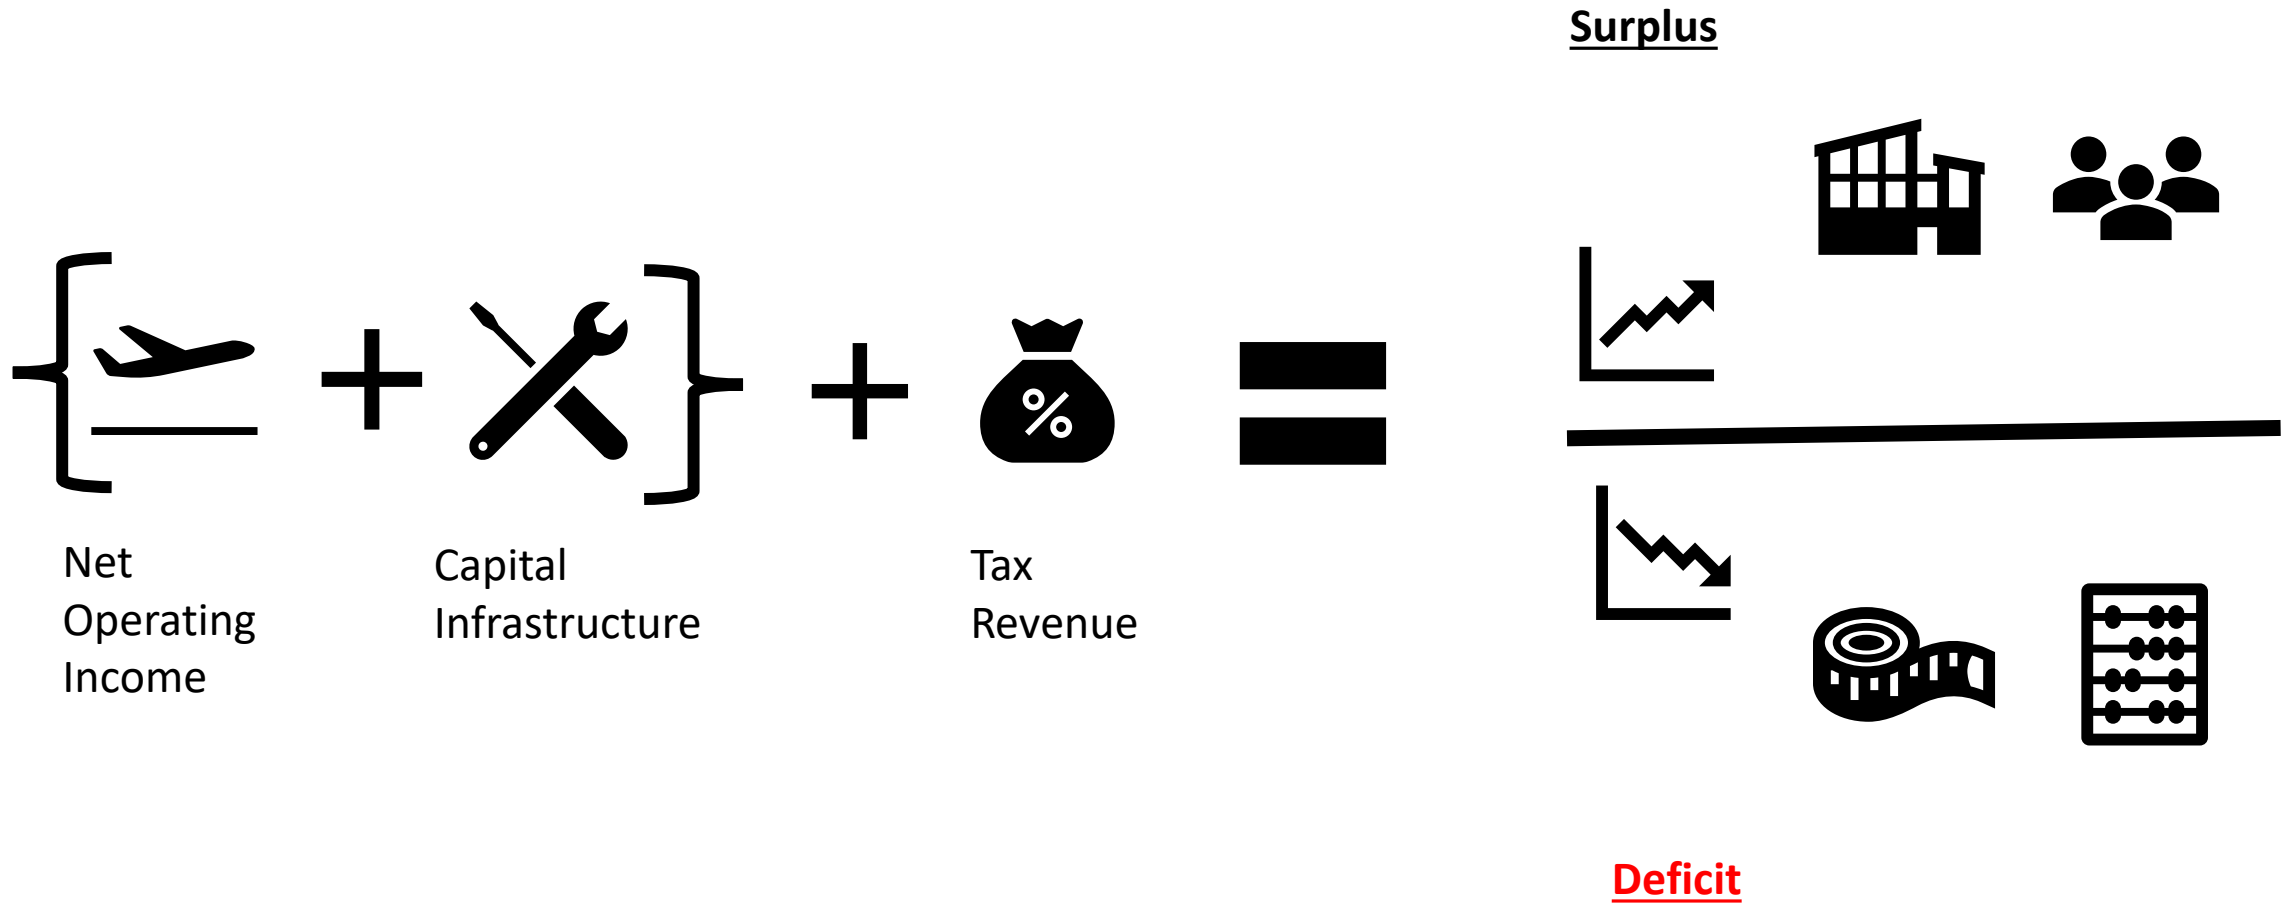 Surplus
Net
Operating
Income
Capital
Infrastructure
Tax
Revenue
%
Deficit